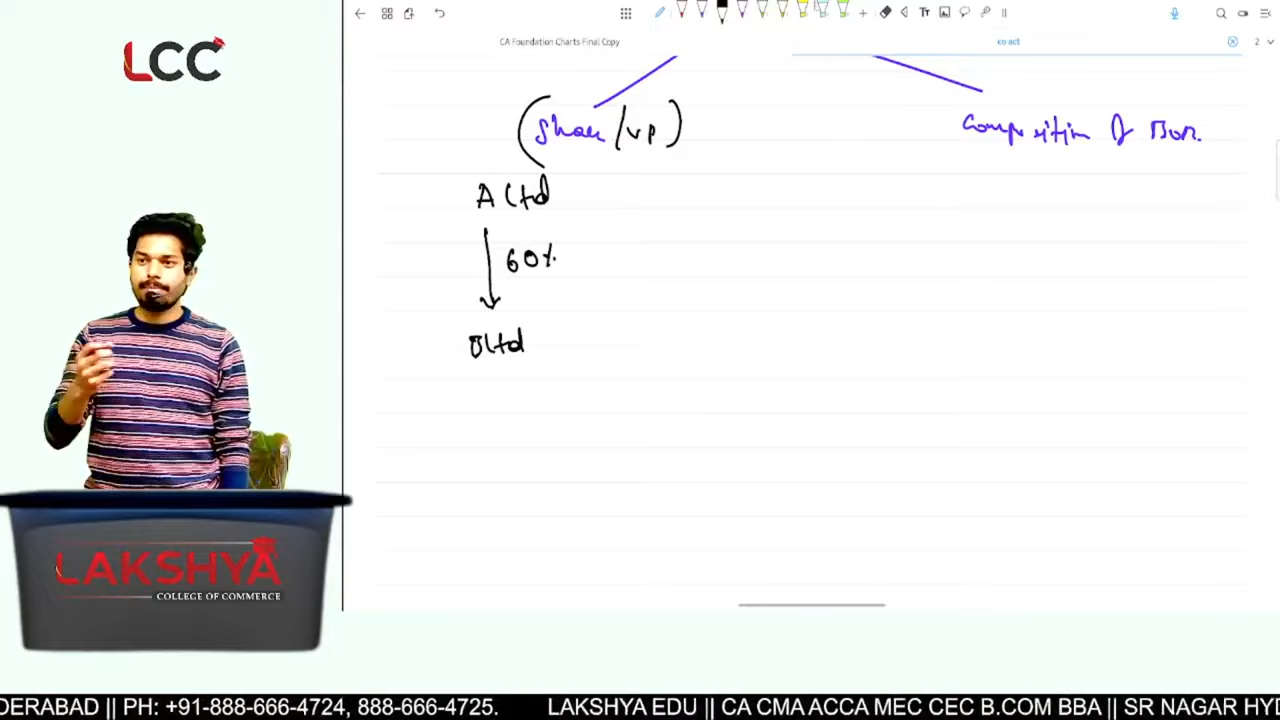 LCC
CA Foundation Charts Final Copy
co act
2
(Share/vp)
Composition of BOD.
A Ltd
60%
B Ltd
LAKSHYA
COLLEGE OF COMMERCE
DERABAD || PH: +91-888-666-4724, 888-666-4725. LAKSHYA EDU || CA CMA ACCA MEC CEC B.COM BBA || SR NAGAR HYD